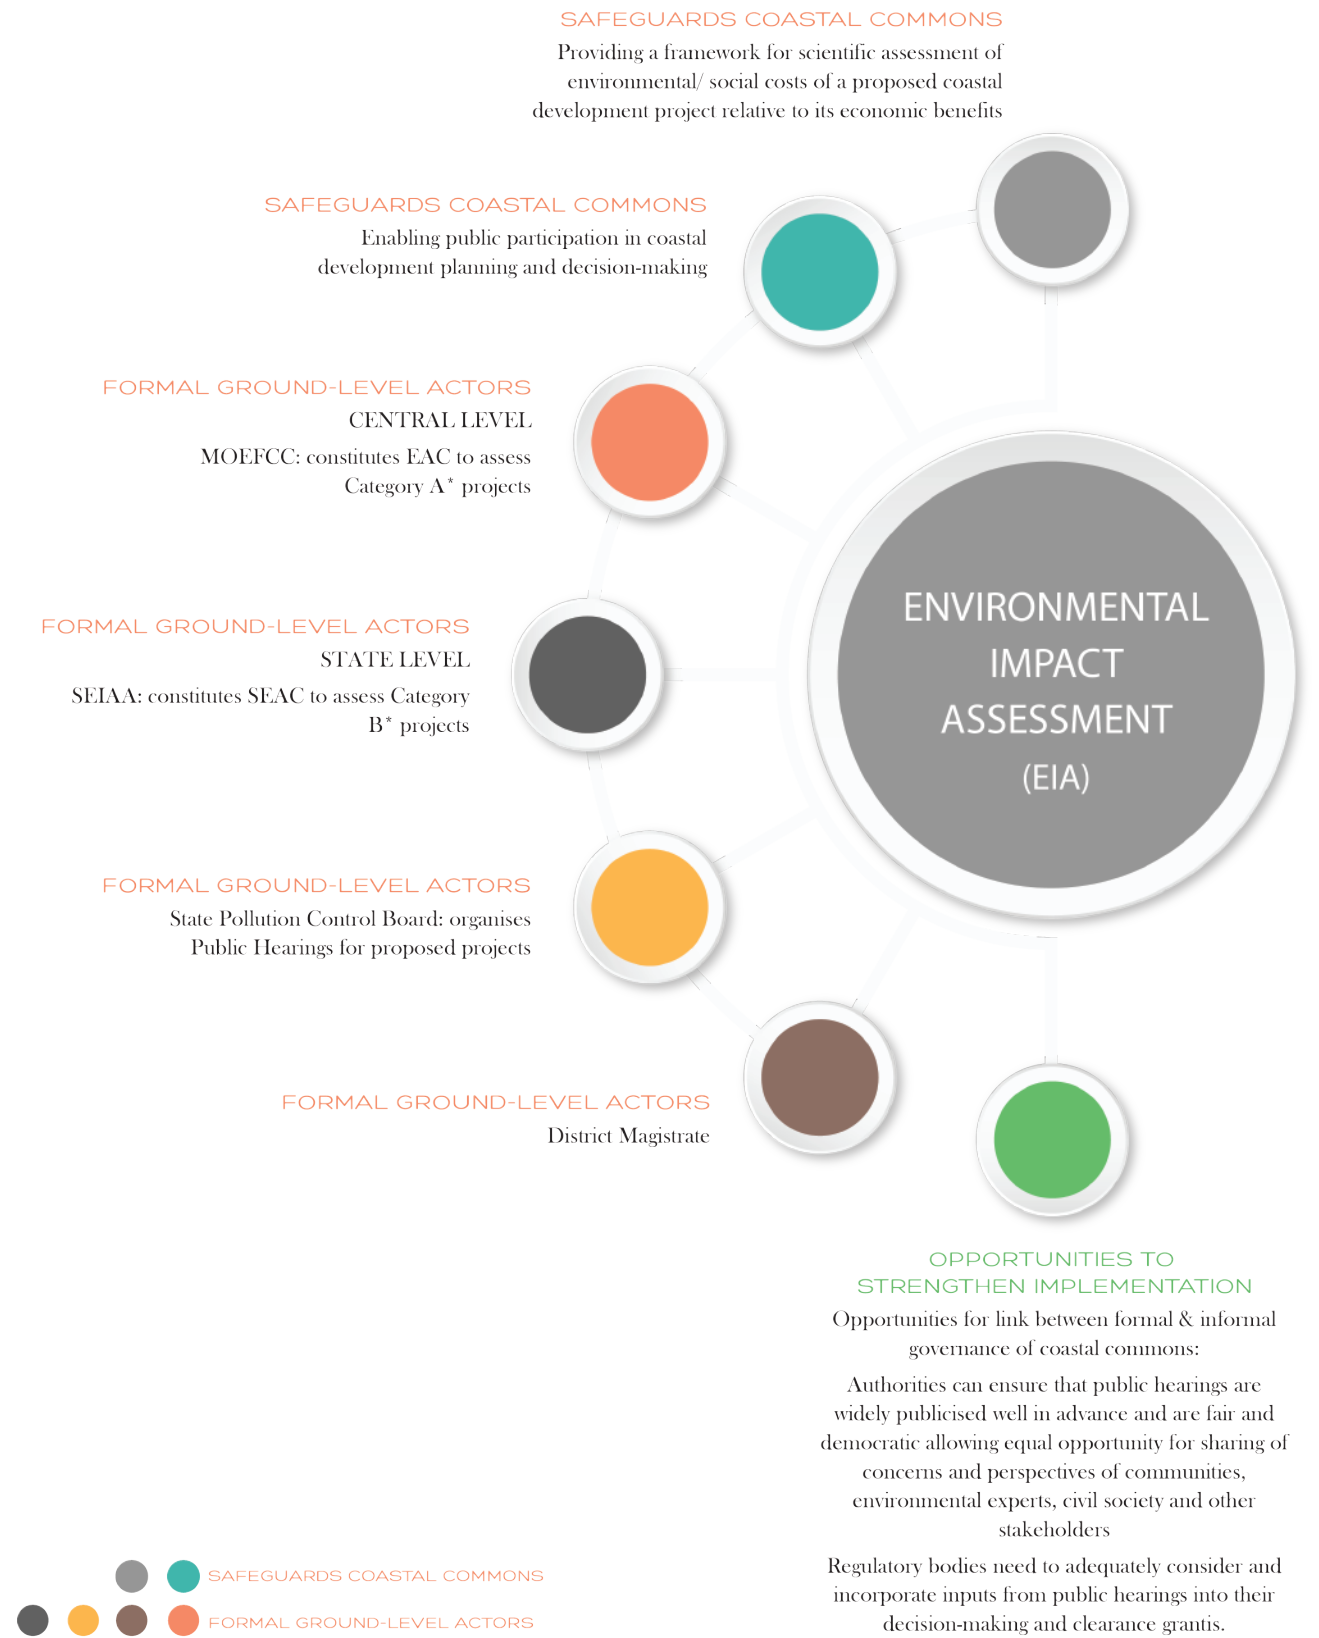 SAFEGUARDS COASTAL COMMONS
Providing a framework for scientific assessment of
environmental/ social costs of a proposed coastal
development project relative to its economic benefits
SAFEGUARDS COASTAL COMMONS
Enabling public participation in coastal
development planning and decision-making
FORMAL GROUND-LEVEL ACTORS
CENTRAL LEVEL
MOEFCC: constitutes EAC to assess
Category A* projects
FORMAL GROUND-LEVEL ACTORS
STATE LEVEL
SEIAA: constitutes SEAC to assess Category
B* projects
ENVIRONMENTAL
IMPACT
ASSESSMENT
(EIA)
FORMAL GROUND-LEVEL ACTORS
State Pollution Control Board: organises
Public Hearings for proposed projects
FORMAL GROUND-LEVEL ACTORS
District Magistrate
OPPORTUNITIES TO
STRENGTHEN IMPLEMENTATION
Opportunities for link between formal & informal
governance of coastal commons:
Authorities can ensure that public hearings are
widely publicised well in advance and are fair and
democratic allowing equal opportunity for sharing of
concerns and perspectives of communities,
environmental experts, civil society and other
stakeholders
Regulatory bodies need to adequately consider and
incorporate inputs from public hearings into their
decision-making and clearance grantis.
SAFEGUARDS COASTAL COMMONS
FORMAL GROUND-LEVEL ACTORS